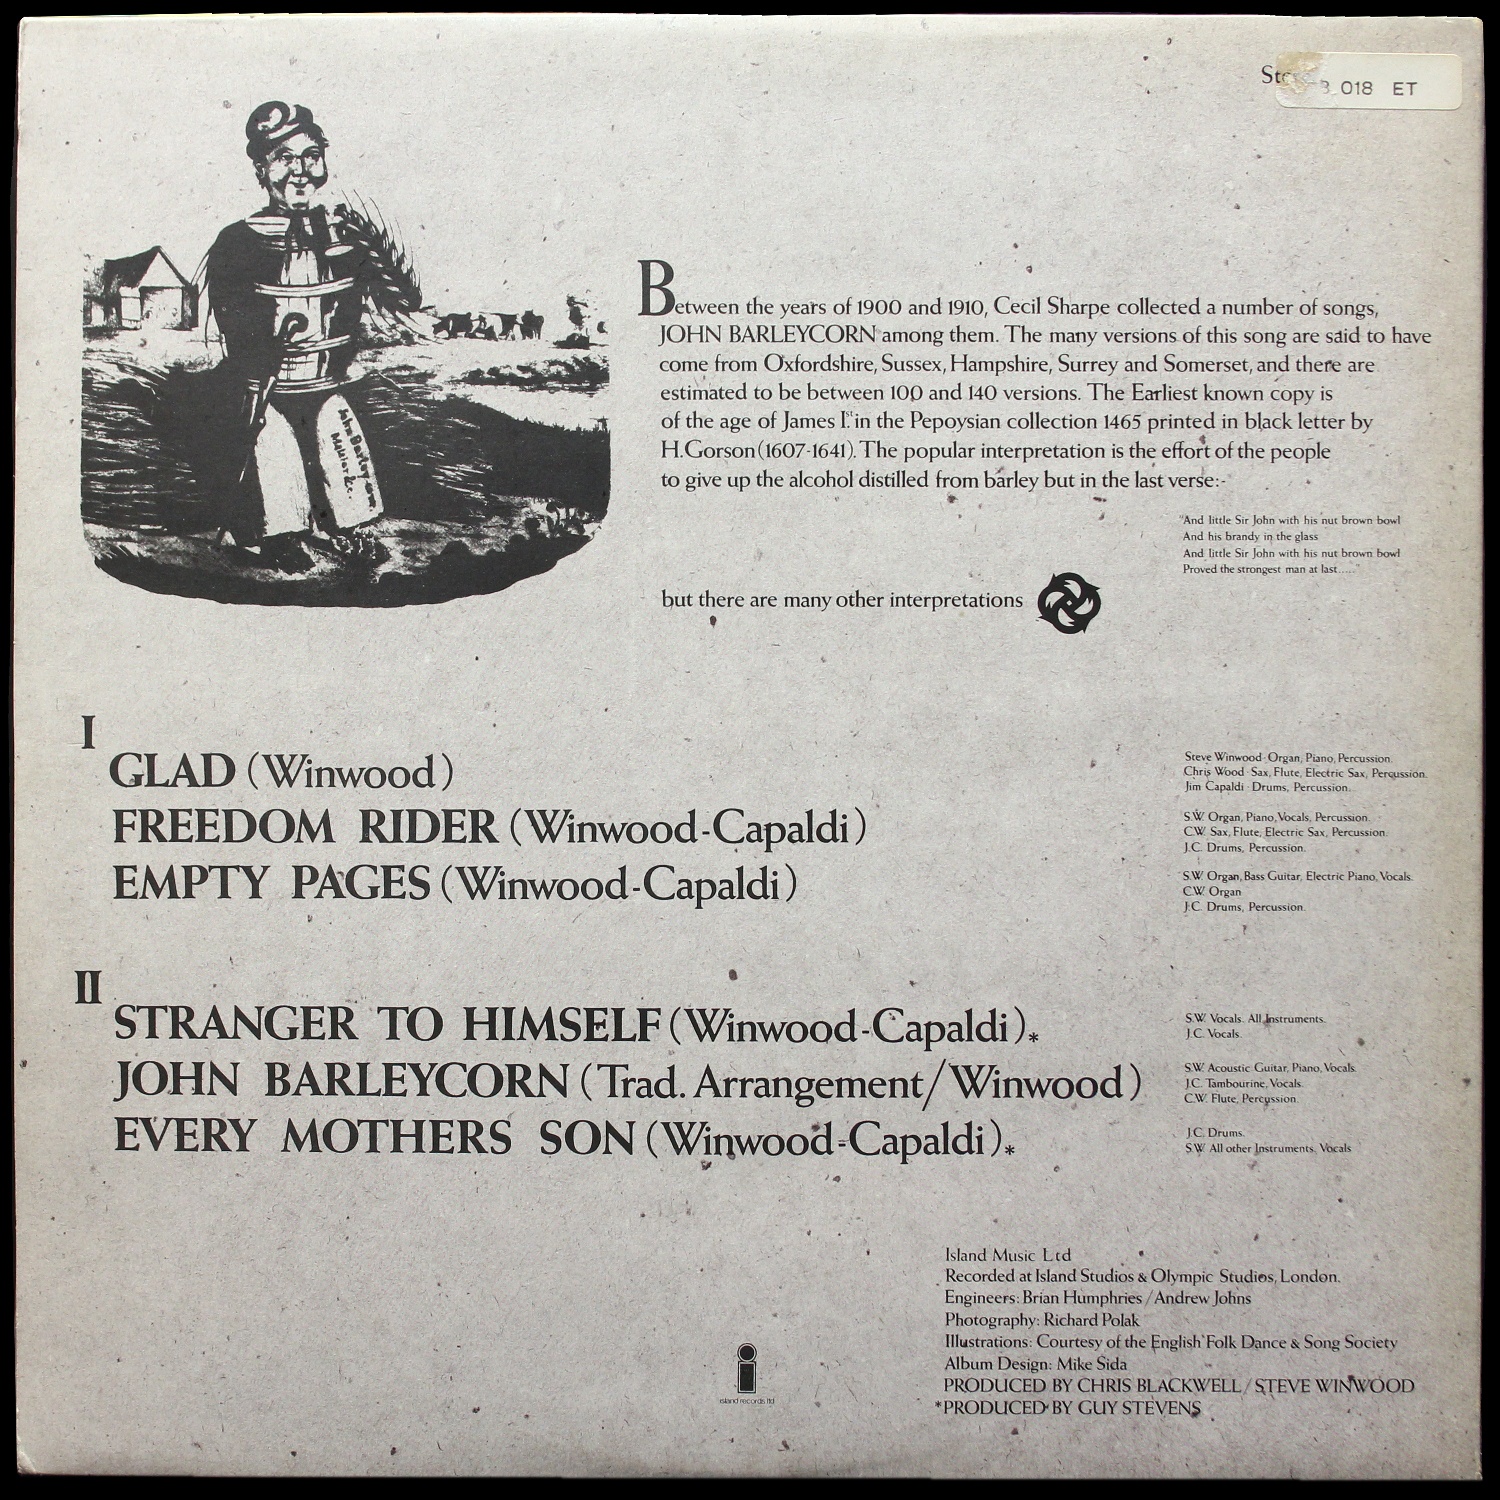 Stereo
018 ET
Between the years of 1900 and 1910, Cecil Sharpe collected a number of songs,
JOHN BARLEYCORN among them. The many versions of this song are said to have
come from Oxfordshire, Sussex, Hampshire, Surrey and Somerset, and there are
estimated to be between 100 and 140 versions. The Earliest known copy is
of the age of James Ist. in the Pepoysian collection 1465 printed in black letter by
H.Gorson(1607-1641). The popular interpretation is the effort of the people
to give up the alcohol distilled from barley but in the last verse:-
"And little Sir John with his nut brown bowl
And his brandy in the glass
And little Sir John with his nut brown bowl
Proved the strongest man at last....."
but there are many other interpretations
John Barleycorn
Maltster &c.
I
GLAD (Winwood)
Steve Winwood - Organ, Piano, Percussion.
Chris Wood - Sax, Flute, Electric Sax, Percussion.
Jim Capaldi - Drums, Percussion.
FREEDOM RIDER (Winwood-Capaldi)
S.W. Organ, Piano, Vocals, Percussion.
C.W. Sax, Flute, Electric Sax, Percussion.
J.C. Drums, Percussion.
EMPTY PAGES (Winwood-Capaldi)
S.W. Organ, Bass Guitar, Electric Piano, Vocals.
C.W. Organ
J.C. Drums, Percussion.
II
STRANGER TO HIMSELF (Winwood-Capaldi)*
S.W. Vocals. All Instruments.
J.C. Vocals.
JOHN BARLEYCORN (Trad. Arrangement/Winwood)
S.W. Acoustic Guitar, Piano, Vocals.
J.C. Tambourine, Vocals.
C.W. Flute, Percussion.
EVERY MOTHERS SON (Winwood-Capaldi)*
J.C. Drums.
S.W. All other Instruments. Vocals
Island Music Ltd
Recorded at Island Studios & Olympic Studios, London.
Engineers: Brian Humphries / Andrew Johns
Photography: Richard Polak
Illustrations: Courtesy of the English Folk Dance & Song Society
Album Design: Mike Sida
PRODUCED BY CHRIS BLACKWELL / STEVE WINWOOD
*PRODUCED BY GUY STEVENS
island records ltd